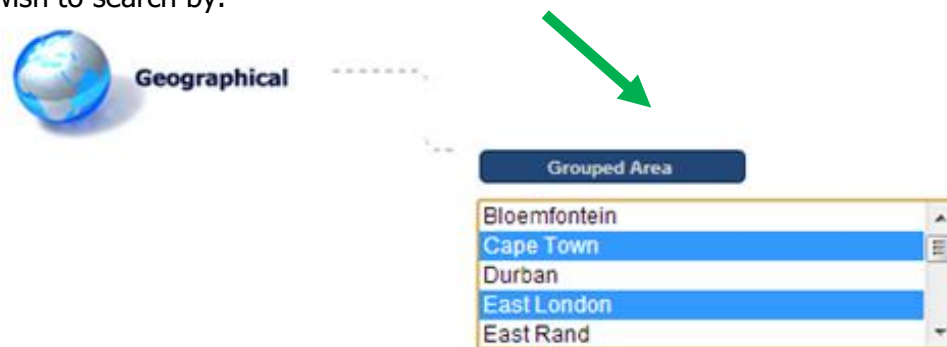 wish to search by:
Geographical
Grouped Area
Bloemfontein
Cape Town
Durban
East London
East Rand